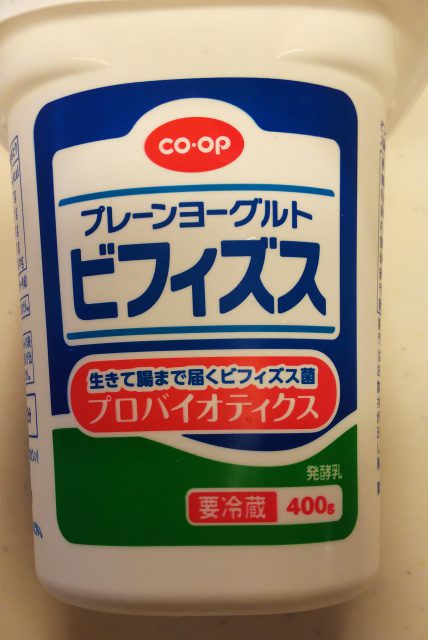 CO・OP
プレーンヨーグルト
ビフィズス
生きて腸まで届くビフィズス菌
プロバイオティクス
発酵乳
要冷蔵 400g